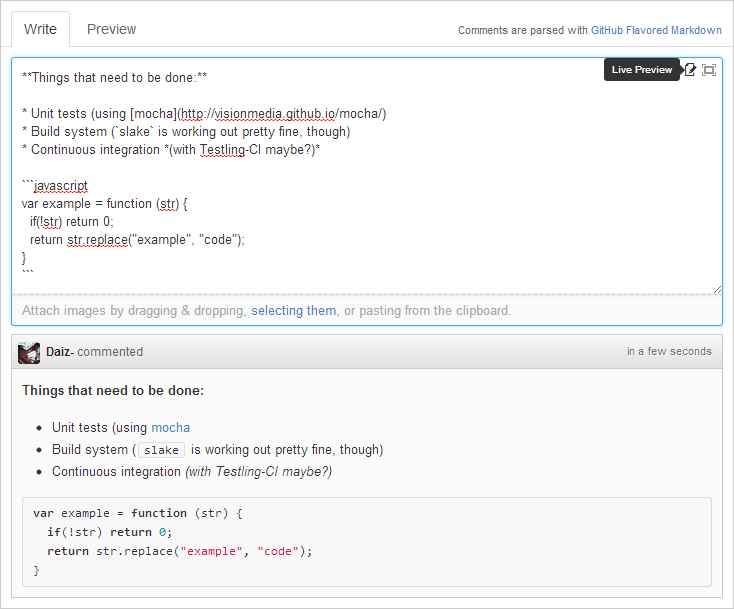 Write Preview Comments are parsed with GitHub Flavored Markdown
Live Preview
**Things that need to be done:**
* Unit tests (using [mocha](http://visionmedia.github.io/mocha/)
* Build system (`slake` is working out pretty fine, though)
* Continuous integration *(with Testling-CI maybe?)*
```javascript
var example = function (str) {
  if(!str) return 0;
  return str.replace("example", "code");
}
```
Attach images by dragging & dropping, selecting them, or pasting from the clipboard.
Daiz- commented in a few seconds
Things that need to be done:
• Unit tests (using mocha
• Build system ( slake is working out pretty fine, though)
• Continuous integration (with Testling-CI maybe?)
var example = function (str) {
  if(!str) return 0;
  return str.replace("example", "code");
}